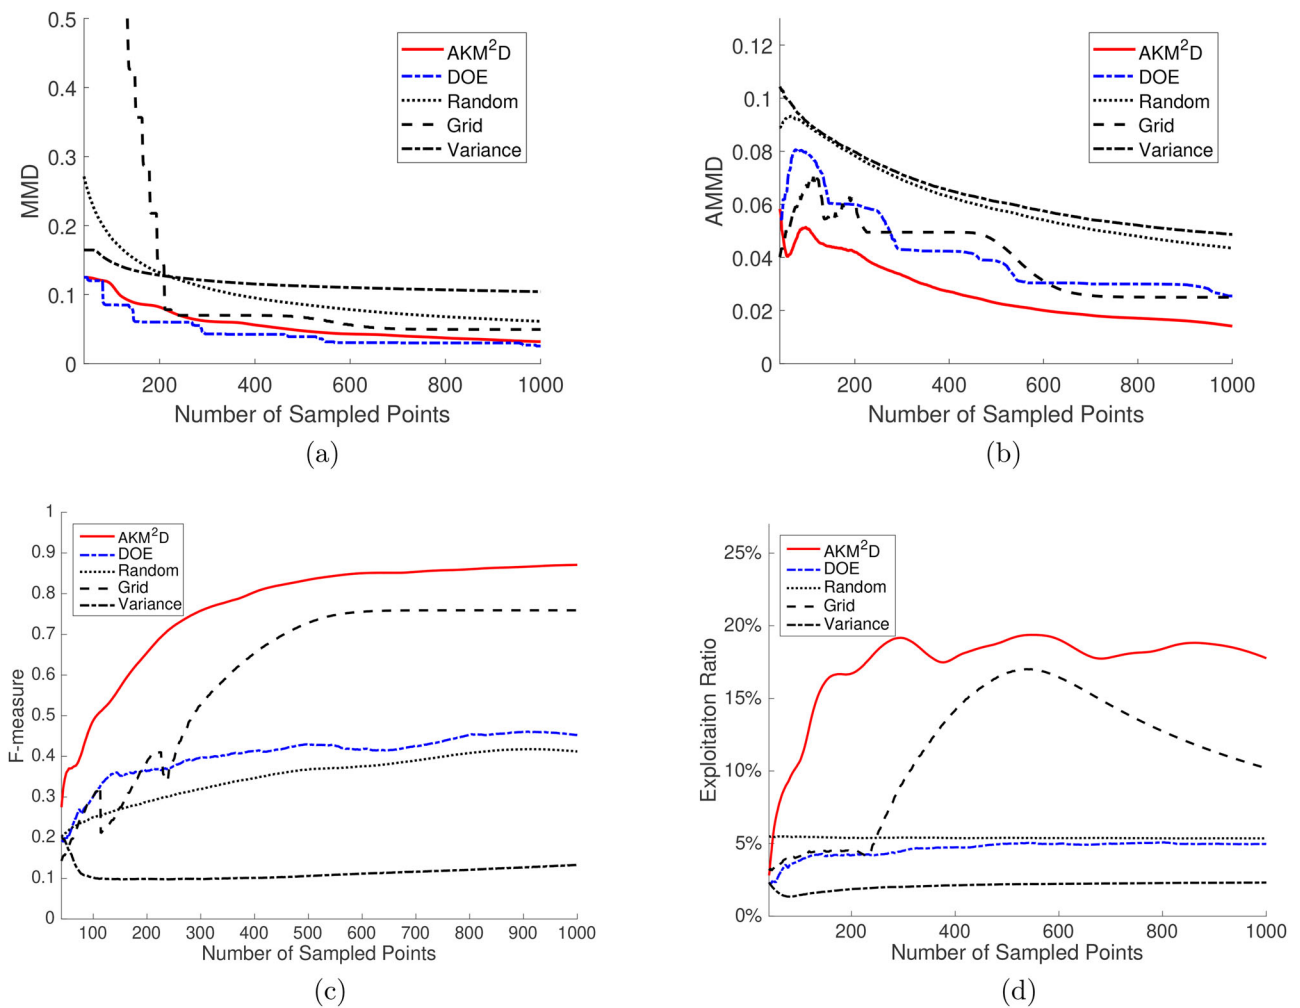 0.5
0.4
0.3
0.2
0.1
0
MMD
AKM²D
DOE
Random
Grid
Variance
200 400 600 800 1000
Number of Sampled Points
(a)
0.12
0.1
0.08
0.06
0.04
0.02
0
AMMD
AKM²D
DOE
Random
Grid
Variance
200 400 600 800 1000
Number of Sampled Points
(b)
1
0.9
0.8
0.7
0.6
0.5
0.4
0.3
0.2
0.1
0
F-measure
AKM²D
DOE
Random
Grid
Variance
100 200 300 400 500 600 700 800 900 1000
Number of Sampled Points
(c)
25%
20%
15%
10%
5%
0%
Exploitaiton Ratio
AKM²D
DOE
Random
Grid
Variance
200 400 600 800 1000
Number of Sampled Points
(d)